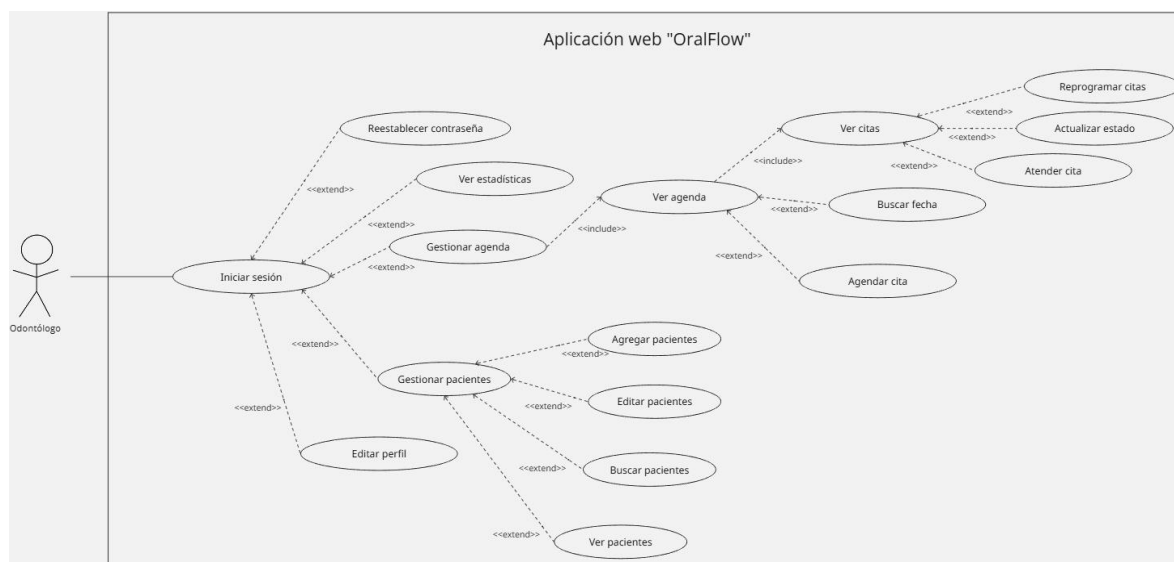 Aplicación web "OralFlow"
Reprogramar citas
<<extend>>
Reestablecer contraseña
Ver citas
Actualizar estado
<<extend>>
<<include>>
<<extend>>
Atender cita
Ver estadísticas
<<extend>>
Ver agenda
Buscar fecha
<<extend>>
<<extend>>
<<include>>
Gestionar agenda
<<extend>>
<<extend>>
Iniciar sesión
Agendar cita
Odontólogo
Agregar pacientes
<<extend>>
<<extend>>
Gestionar pacientes
Editar pacientes
<<extend>>
<<extend>>
Editar perfil
Buscar pacientes
<<extend>>
<<extend>>
Ver pacientes